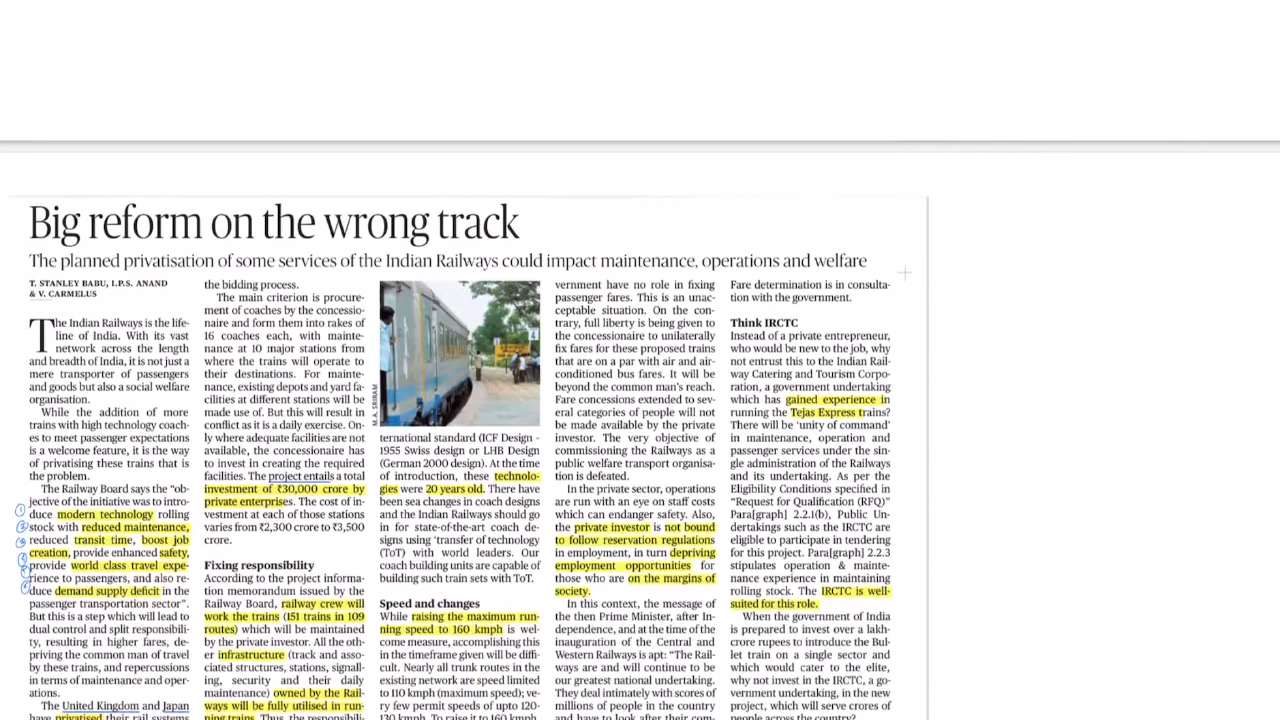 Big reform on the wrong track
The planned privatisation of some services of the Indian Railways could impact maintenance, operations and welfare
T. STANLEY BABU, I.P.S. ANAND
& V. CARMELUS
The Indian Railways is the life-
line of India. With its vast
network across the length
and breadth of India, it is not just a
mere transporter of passengers
and goods but also a social welfare
organisation.
While the addition of more
trains with high technology coach-
es to meet passenger expectations
is a welcome feature, it is the way
of privatising these trains that is
the problem.
The Railway Board says the “ob-
jective of the initiative was to intro-
duce modern technology rolling
stock with reduced maintenance,
reduced transit time, boost job
creation, provide enhanced safety,
provide world class travel expe-
rience to passengers, and also re-
duce demand supply deficit in the
passenger transportation sector”.
But this is a step which will lead to
dual control and split responsibili-
ty, resulting in higher fares, de-
priving the common man of travel
by these trains, and repercussions
in terms of maintenance and oper-
ations.
The United Kingdom and Japan
have privatised their rail systems
the bidding process.
The main criterion is procure-
ment of coaches by the concessio-
naire and form them into rakes of
16 coaches each, with mainte-
nance at 10 major stations from
where the trains will operate to
their destinations. For mainte-
nance, existing depots and yard fa-
cilities at different stations will be
made use of. But this will result in
conflict as it is a daily exercise. On-
ly where adequate facilities are not
available, the concessionaire has
to invest in creating the required
facilities. The project entails a total
investment of ₹30,000 crore by
private enterprises. The cost of in-
vestment at each of those stations
varies from ₹2,300 crore to ₹3,500
crore.
Fixing responsibility
According to the project informa-
tion memorandum issued by the
Railway Board, railway crew will
work the trains (151 trains in 109
routes) which will be maintained
by the private investor. All the oth-
er infrastructure (track and asso-
ciated structures, stations, signall-
ing, security and their daily
maintenance) owned by the Rail-
ways will be fully utilised in run-
ning trains. Thus, the responsibili-
M.A. SRIRAM
ternational standard (ICF Design -
1955 Swiss design or LHB Design
(German 2000 design). At the time
of introduction, these technolo-
gies were 20 years old. There have
been sea changes in coach designs
and the Indian Railways should go
in for state-of-the-art coach de-
signs using ‘transfer of technology
(ToT) with world leaders. Our
coach building units are capable of
building such train sets with ToT.
Speed and changes
While raising the maximum run-
ning speed to 160 kmph is wel-
come measure, accomplishing this
in the timeframe given will be diffi-
cult. Nearly all trunk routes in the
existing network are speed limited
to 110 kmph (maximum speed); ve-
ry few permit speeds of upto 120-
130 kmph. To raise it to 160 kmph,
vernment have no role in fixing
passenger fares. This is an unac-
ceptable situation. On the con-
trary, full liberty is being given to
the concessionaire to unilaterally
fix fares for these proposed trains
that are on a par with air and air-
conditioned bus fares. It will be
beyond the common man’s reach.
Fare concessions extended to sev-
eral categories of people will not
be made available by the private
investor. The very objective of
commissioning the Railways as a
public welfare transport organisa-
tion is defeated.
In the private sector, operations
are run with an eye on staff costs
which can endanger safety. Also,
the private investor is not bound
to follow reservation regulations
in employment, in turn depriving
employment opportunities for
those who are on the margins of
society.
In this context, the message of
the then Prime Minister, after In-
dependence, and at the time of the
inauguration of the Central and
Western Railways is apt: “The Rail-
ways are and will continue to be
our greatest national undertaking.
They deal intimately with scores of
millions of people in the country
and have to look after their com-
Fare determination is in consulta-
tion with the government.
Think IRCTC
Instead of a private entrepreneur,
who would be new to the job, why
not entrust this to the Indian Rail-
way Catering and Tourism Corpo-
ration, a government undertaking
which has gained experience in
running the Tejas Express trains?
There will be ‘unity of command’
in maintenance, operation and
passenger services under the sin-
gle administration of the Railways
and its undertaking. As per the
Eligibility Conditions specified in
“Request for Qualification (RFQ)”
Para[graph] 2.2.1(b), Public Un-
dertakings such as the IRCTC are
eligible to participate in tendering
for this project. Para[graph] 2.2.3
stipulates operation & mainte-
nance experience in maintaining
rolling stock. The IRCTC is well-
suited for this role.
When the government of India
is prepared to invest over a lakh-
crore rupees to introduce the Bul-
let train on a single sector and
which would cater to the elite,
why not invest in the IRCTC, a go-
vernment undertaking, in the new
project, which will serve crores of
people across the country?